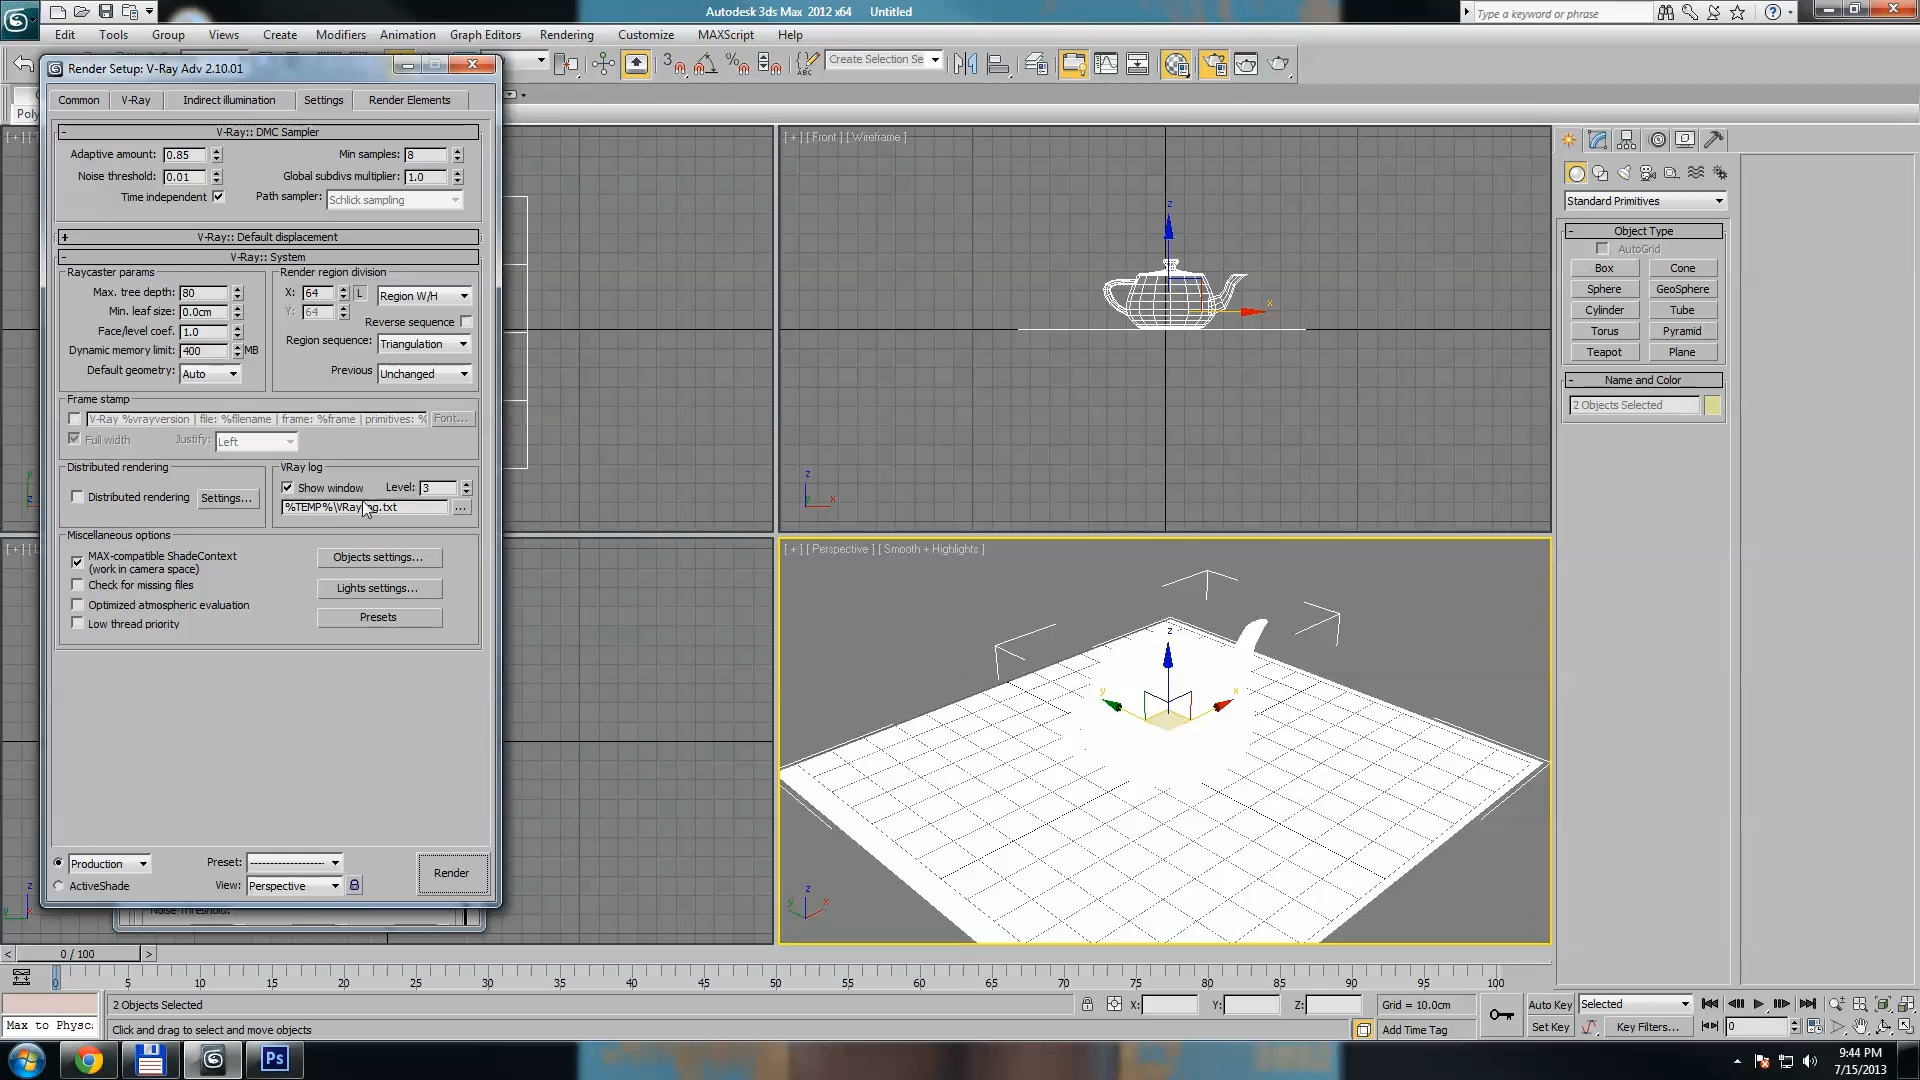 Autodesk 3ds Max 2012 x64 Untitled
Type a keyword or phrase
Edit Tools Group Views Create Modifiers Animation Graph Editors Rendering Customize MAXScript Help
Create Selection Se
Poly
Render Setup: V-Ray Adv 2.10.01
Common V-Ray Indirect illumination Settings Render Elements
- V-Ray:: DMC Sampler
Adaptive amount: 0.85 Min samples: 8
Noise threshold: 0.01 Global subdivs multiplier: 1.0
Time independent Path sampler: Schlick sampling
+ V-Ray:: Default displacement
- V-Ray:: System
Raycaster params Render region division
Max. tree depth: 80 X: 64 L Region W/H
Min. leaf size: 0.0cm Y: 64
Reverse sequence
Face/level coef. 1.0
Region sequence: Triangulation
Dynamic memory limit: 400 MB
Default geometry: Auto Previous Unchanged
Frame stamp
V-Ray %vrayversion | file: %filename | frame: %frame | primitives: % Font...
Full width Justify: Left
Distributed rendering VRay log
Distributed rendering Settings... Show window Level: 3
%TEMP%\VRay g.txt ...
Miscellaneous options
MAX-compatible ShadeContext
(work in camera space)
Objects settings...
Check for missing files
Lights settings...
Optimized atmospheric evaluation
Presets
Low thread priority
Production Preset: -------------------
ActiveShade View: Perspective
Render
Noise Threshold:
[ + ] [ Front ] [ Wireframe ]
z
x
z
x
[ + ] [ Perspective ] [ Smooth + Highlights ]
z
y x
z
y x
Standard Primitives
- Object Type
AutoGrid
Box Cone
Sphere GeoSphere
Cylinder Tube
Torus Pyramid
Teapot Plane
- Name and Color
2 Objects Selected
< 0 / 100 >
0 5 10 15 20 25 30 35 40 45 50 55 60 65 70 75 80 85 90 95 100
2 Objects Selected X: Y: Z: Grid = 10.0cm Auto Key Selected
Max to Physc: Click and drag to select and move objects Add Time Tag Set Key Key Filters... 0
Ps
9:44 PM
7/15/2013